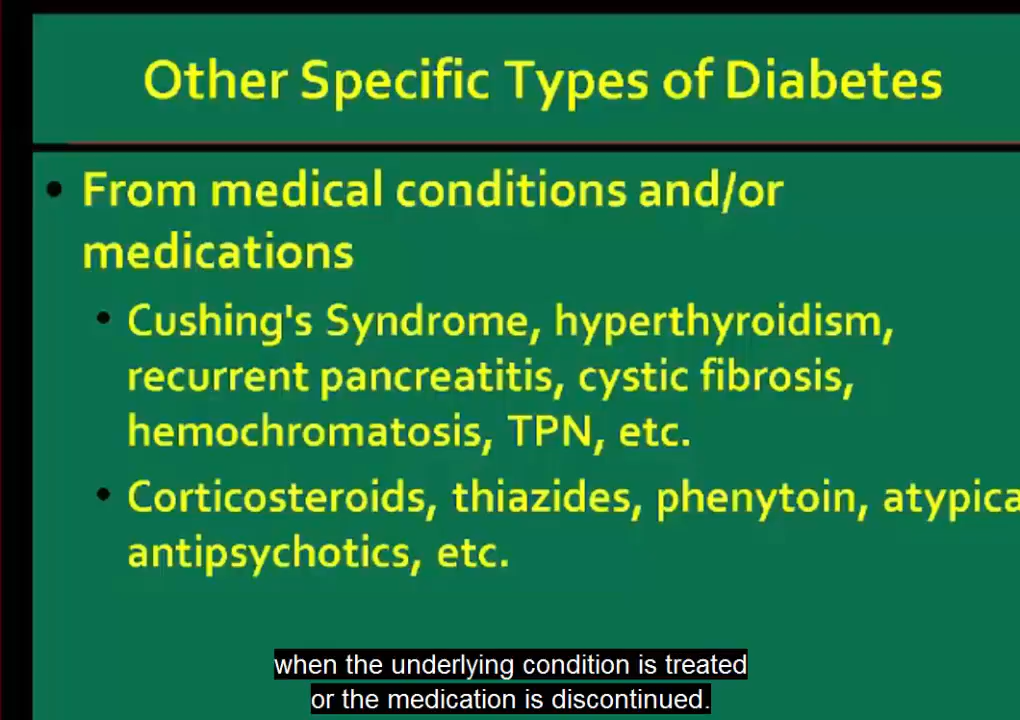 Other Specific Types of Diabetes
• From medical conditions and/or
medications
• Cushing's Syndrome, hyperthyroidism,
recurrent pancreatitis, cystic fibrosis,
hemochromatosis, TPN, etc.
• Corticosteroids, thiazides, phenytoin, atypica
antipsychotics, etc.
when the underlying condition is treated
or the medication is discontinued.